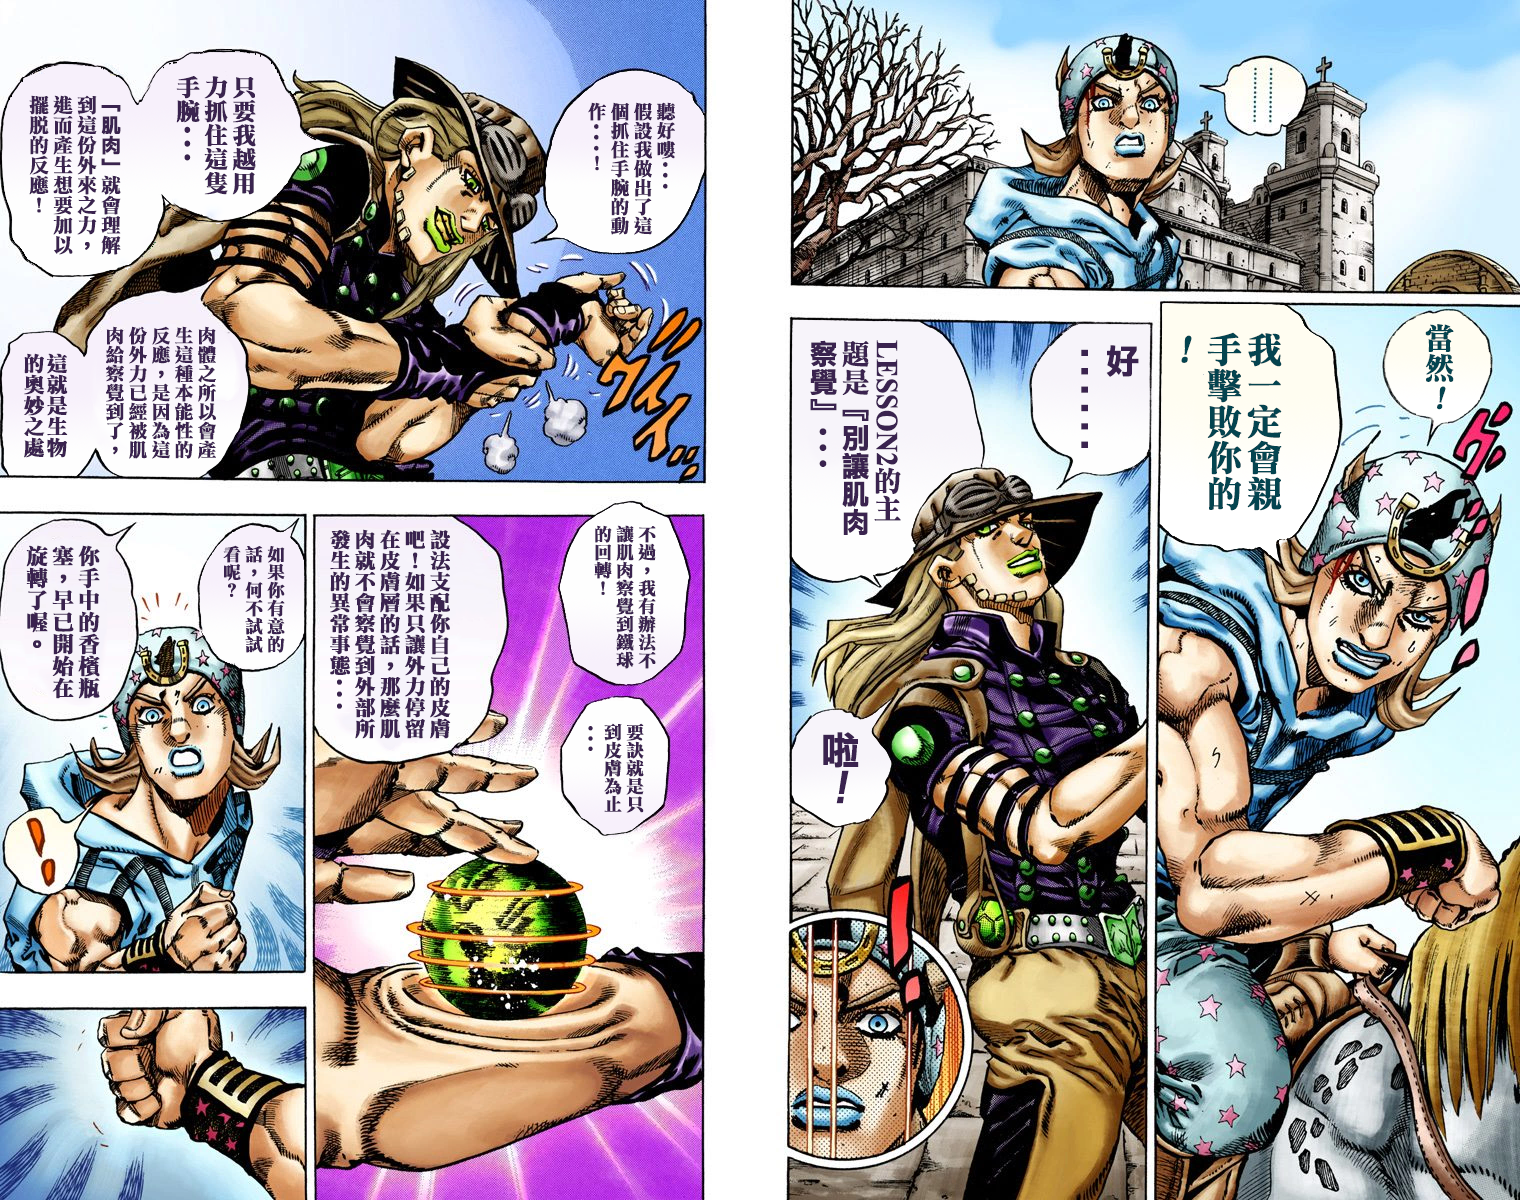 ………
當然！
我一定會親
手擊敗你的
！
グッ
好
……
LESSON2的主
題是『別讓肌肉
察覺』…
啦！
聽好嘍…
假設我做出了這
個抓住手腕的動
作…！
只要我越用
力抓住這隻
手腕…
「肌肉」就會理解
到這份外來之力，
進而產生想要加以
擺脫的反應！
肉體之所以會產
生這種本能性的
反應，是因為這
份外力已經被肌
肉給察覺到了，
這就是生物
的奧妙之處
グイイイッ
不過，我有辦法不
讓肌肉察覺到鐵球
的回轉！
要訣就是只
到皮膚為止
…
設法支配你自己的皮膚
吧！如果只讓外力停留
在皮膚層的話，那麼肌
肉就不會察覺到外部所
發生的異常事態…
如果你有意的
話，何不試試
看呢？
你手中的香檳瓶
塞，早已開始在
旋轉了喔。
！！